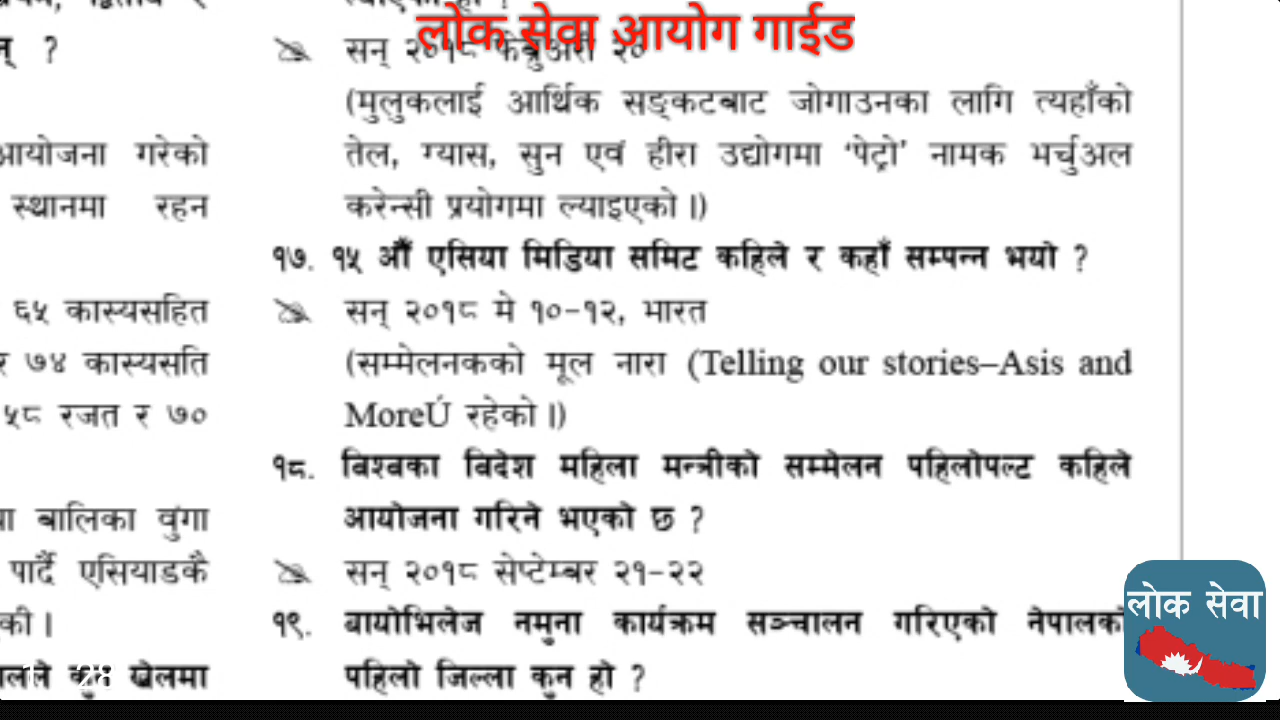 लोक सेवा आयोग गाईड
न् ?
आयोजना गरेको
स्थानमा रहन
६५ कास्यसहित
र ७४ कास्यसति
५८ रजत र ७०
बालिका वुंगा
पार्दै एसियाडकै
की ।
खेलमा
सन् २०१८ फेब्रुअरी २०
(मुलुकलाई आर्थिक सङ्कटबाट जोगाउनका लागि त्यहाँको
तेल, ग्यास, सुन एवं हीरा उद्योगमा ‘पेट्रो’ नामक भर्चुअल
करेन्सी प्रयोगमा ल्याइएको ।)
१७. १५ औं एसिया मिडिया समिट कहिले र कहाँ सम्पन्न भयो ?
सन् २०१८ मे १०-१२, भारत
(सम्मेलनकको मूल नारा (Telling our stories–Asis and
MoreÚ रहेको ।)
१८. बिश्बका बिदेश महिला मन्त्रीको सम्मेलन पहिलोपल्ट कहिले
आयोजना गरिने भएको छ ?
सन् २०१८ सेप्टेम्बर २१-२२
१९. बायोभिलेज नमुना कार्यक्रम सञ्चालन गरिएको नेपालको
पहिलो जिल्ला कुन हो ?
लोक सेवा